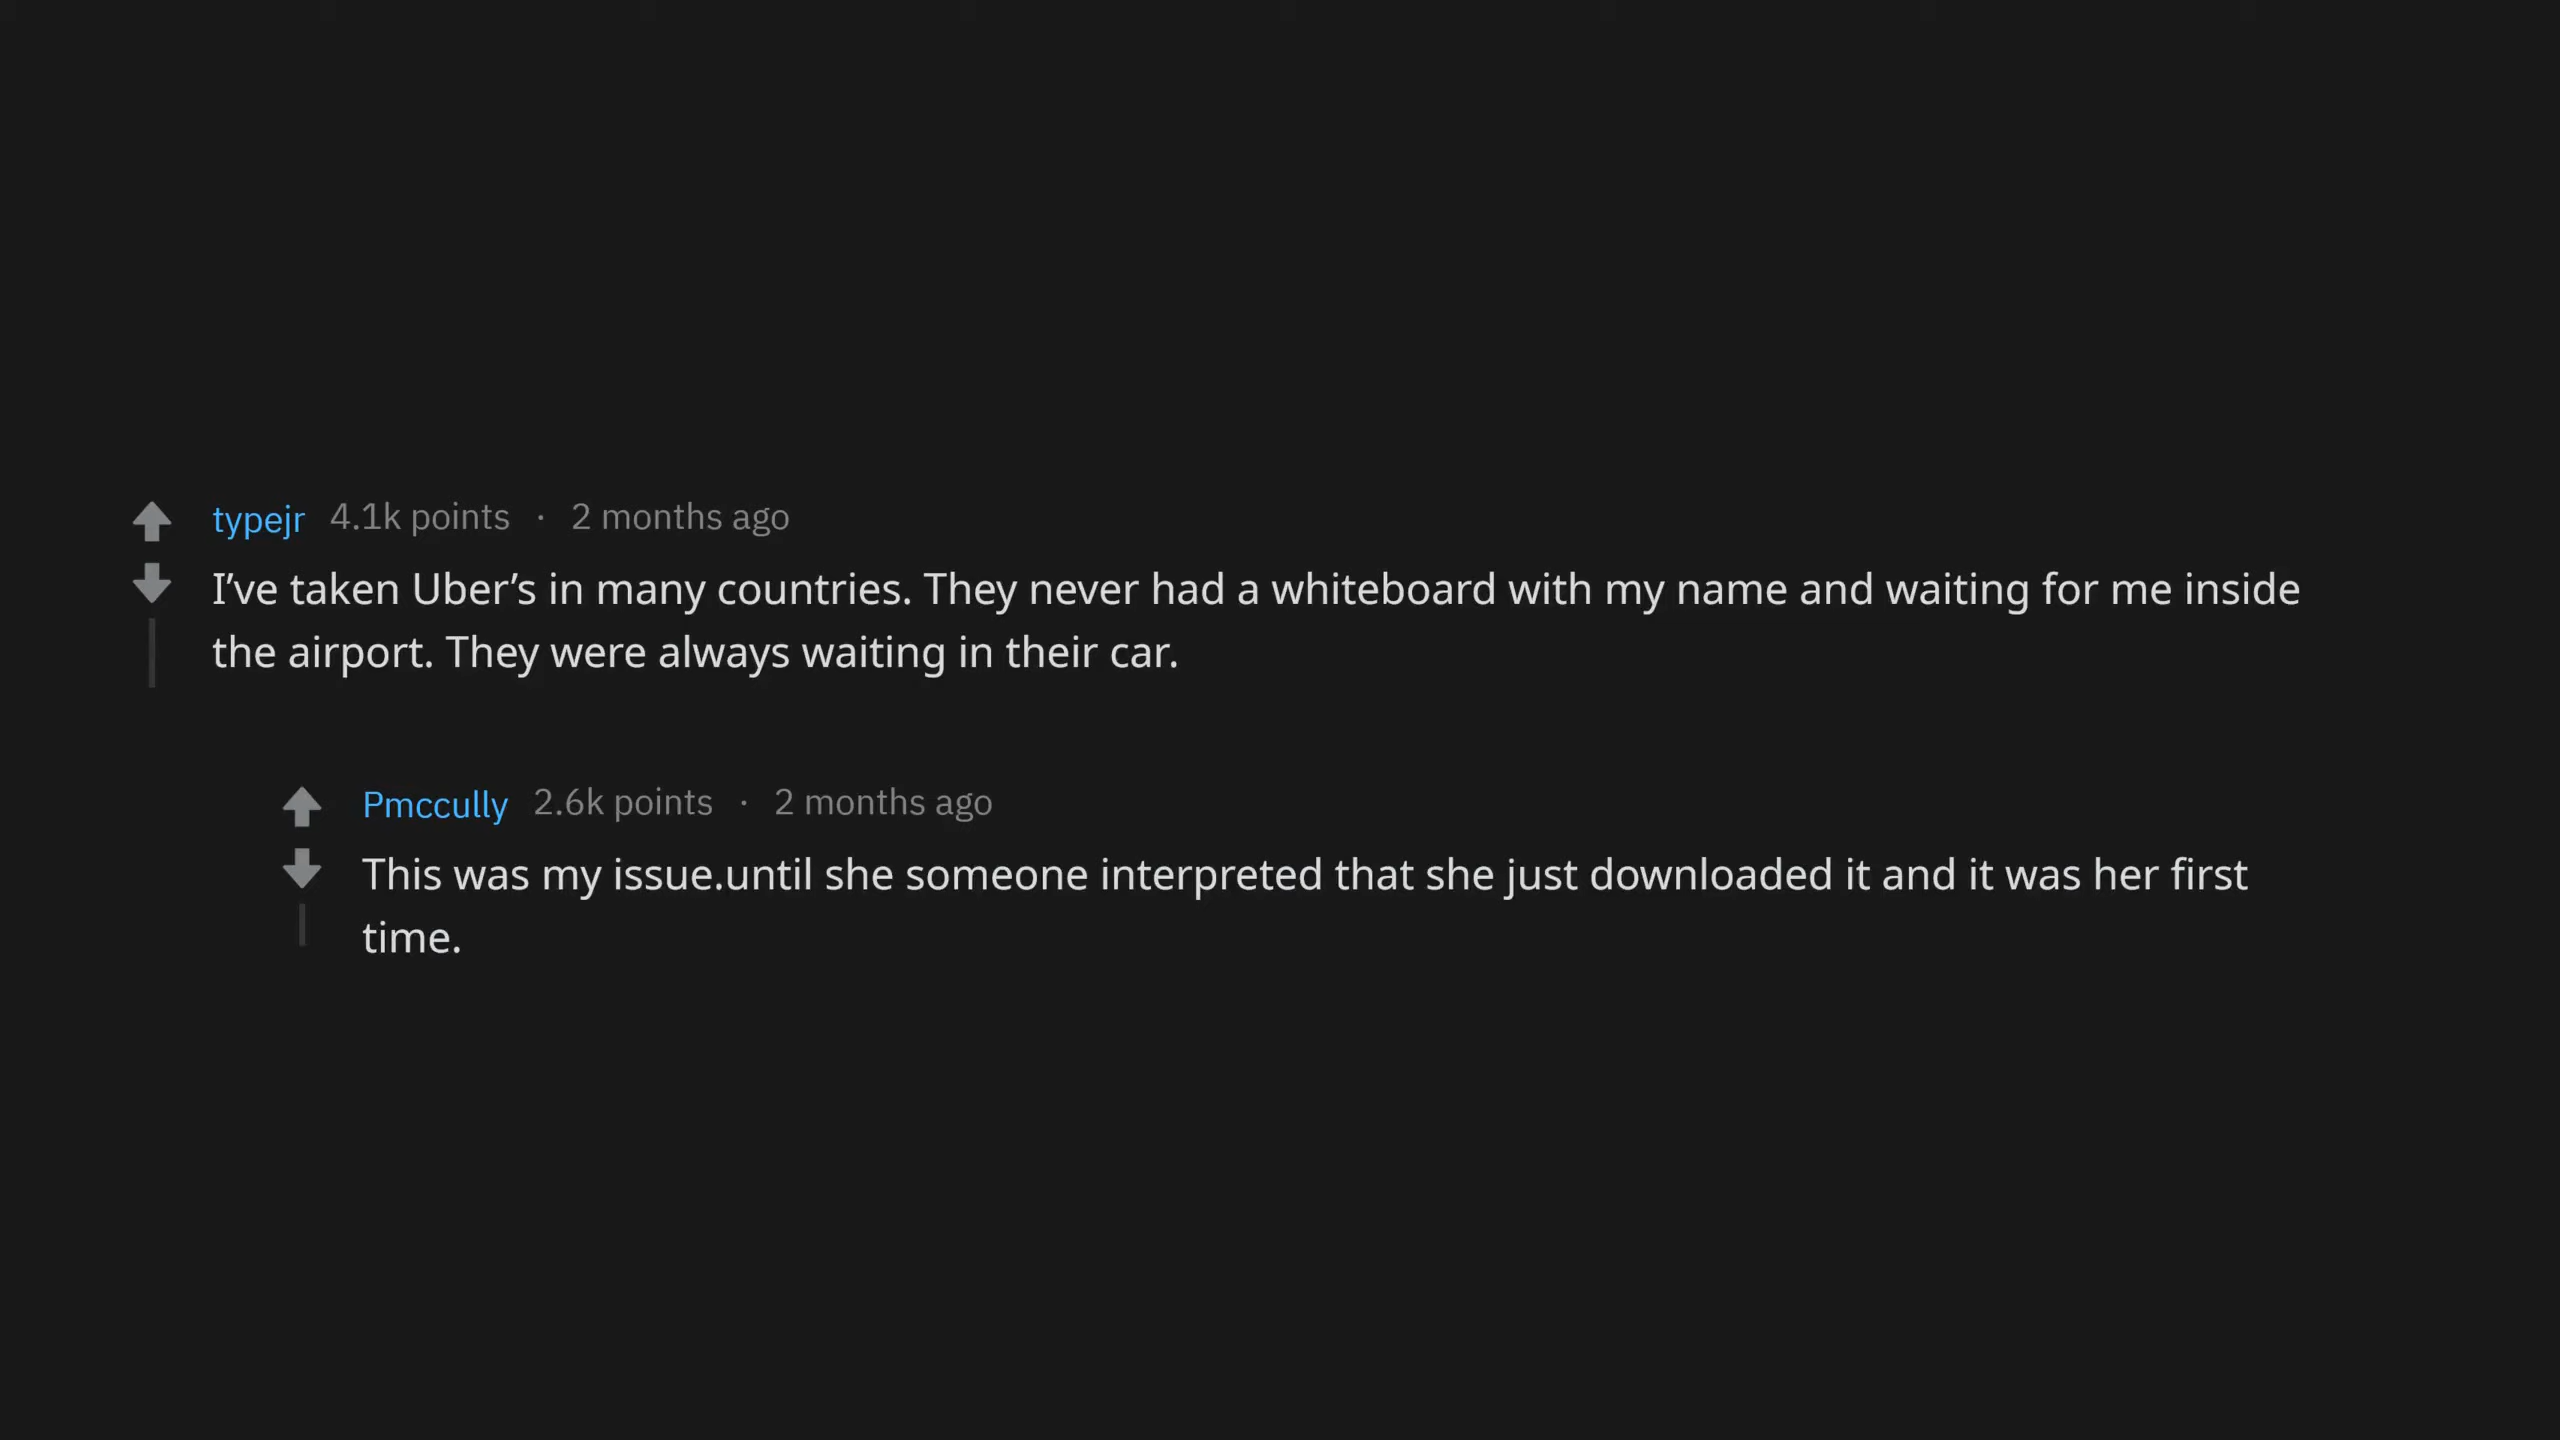 typejr 4.1k points · 2 months ago
I’ve taken Uber’s in many countries. They never had a whiteboard with my name and waiting for me inside
the airport. They were always waiting in their car.
Pmccully 2.6k points · 2 months ago
This was my issue.until she someone interpreted that she just downloaded it and it was her first
time.